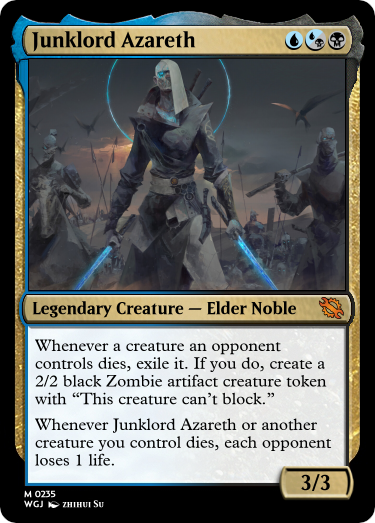 Junklord Azareth
Legendary Creature — Elder Noble
Whenever a creature an opponent
controls dies, exile it. If you do, create a
2/2 black Zombie artifact creature token
with “This creature can’t block.”
Whenever Junklord Azareth or another
creature you control dies, each opponent
loses 1 life.
3/3
M 0235
WGJ ZHIHUI SU